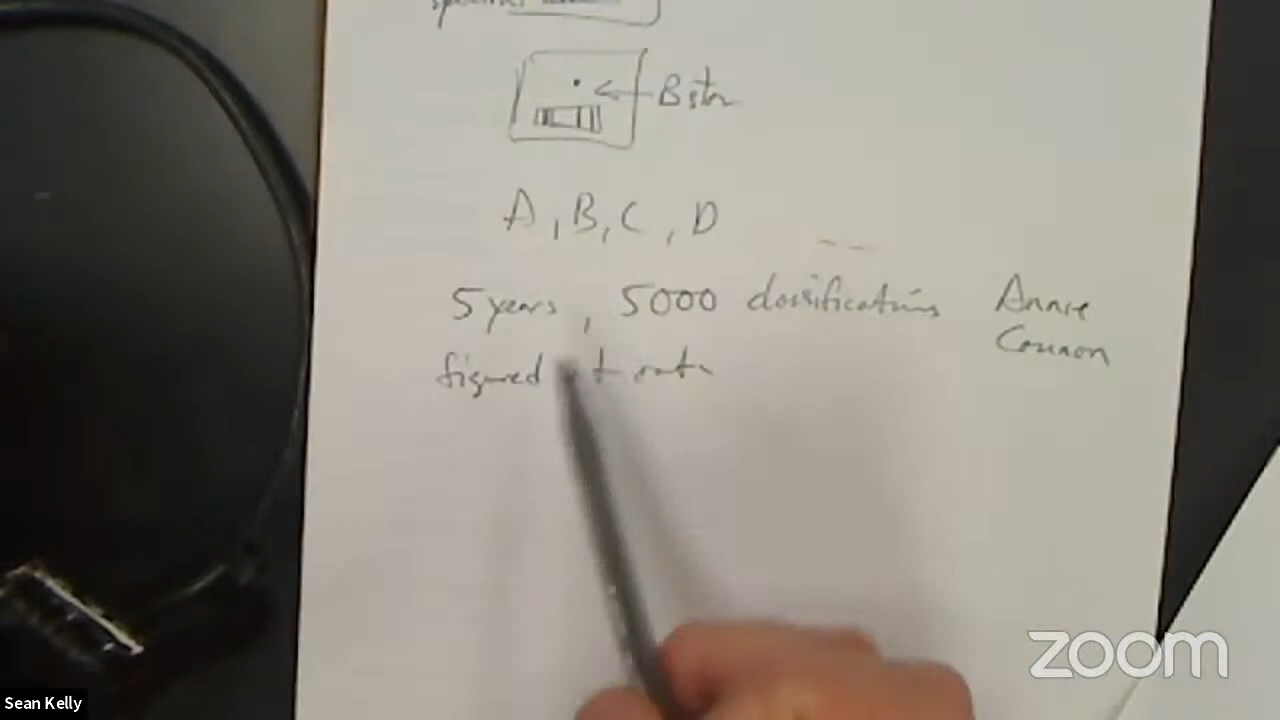 B star
A, B, C, D
5 years, 5000 classifications Annie
Cannon
figured
zoom
Sean Kelly